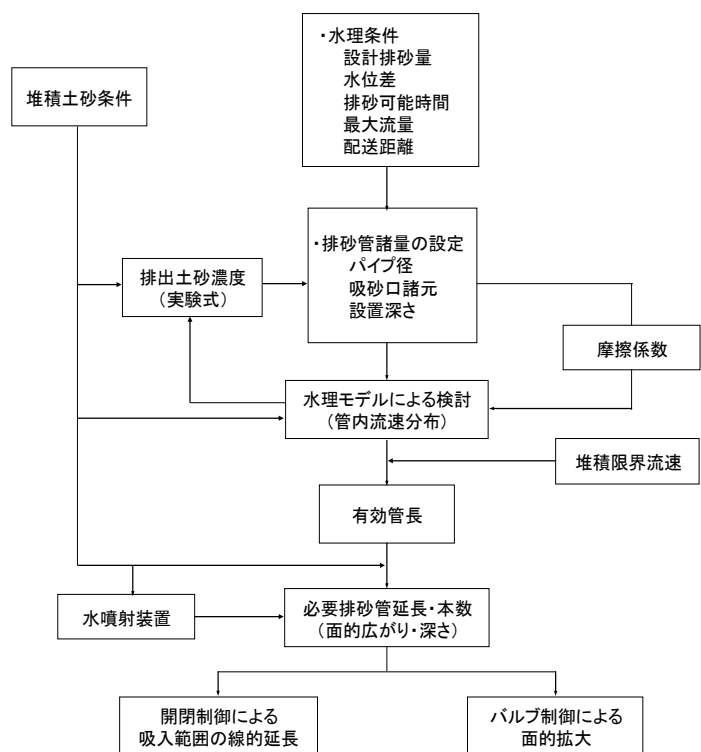 ・水理条件
設計排砂量
水位差
排砂可能時間
最大流量
配送距離
堆積土砂条件
・排砂管諸量の設定
パイプ径
吸砂口諸元
設置深さ
排出土砂濃度
（実験式）
摩擦係数
水理モデルによる検討
（管内流速分布）
堆積限界流速
有効管長
水噴射装置
必要排砂管延長・本数
（面的広がり・深さ）
開閉制御による
吸入範囲の線的延長
バルブ制御による
面的拡大